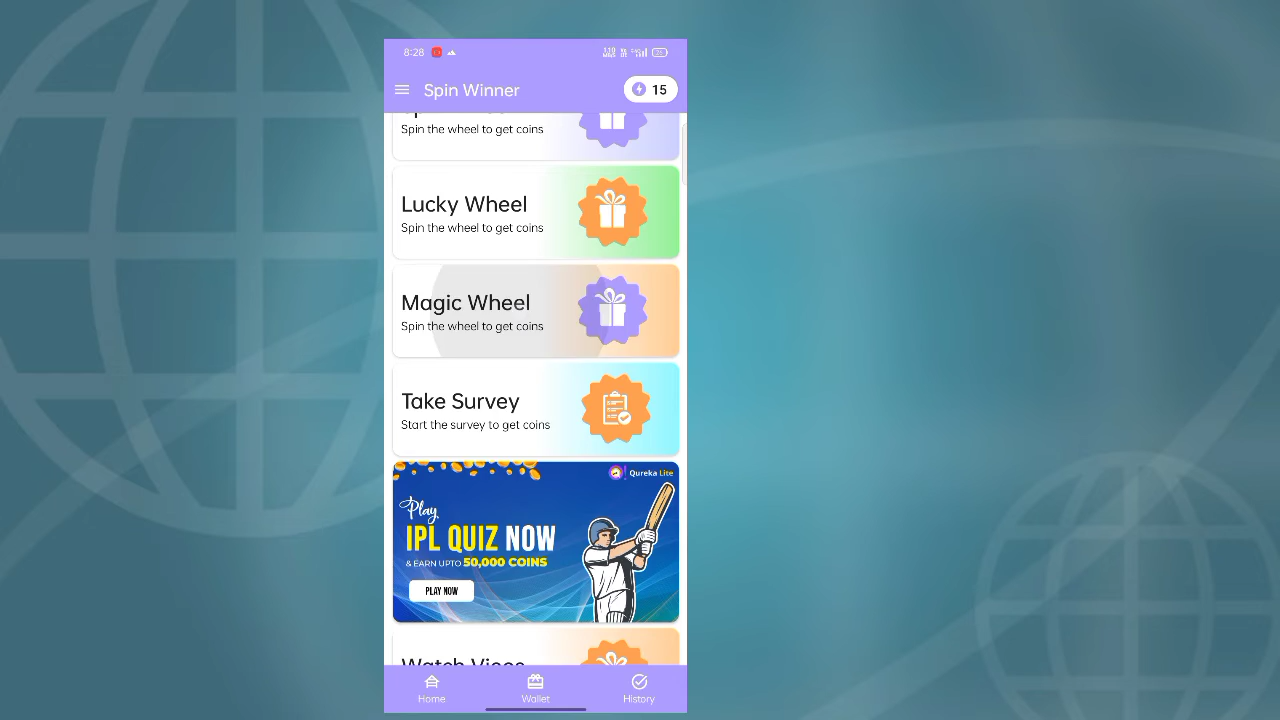 8:28
Spin Winner
15
Spin the wheel to get coins
Lucky Wheel
Spin the wheel to get coins
Magic Wheel
Spin the wheel to get coins
Take Survey
Start the survey to get coins
Qureka Lite
Play
IPL QUIZ NOW
& EARN UPTO 50,000 COINS
PLAY NOW
Home
Wallet
History